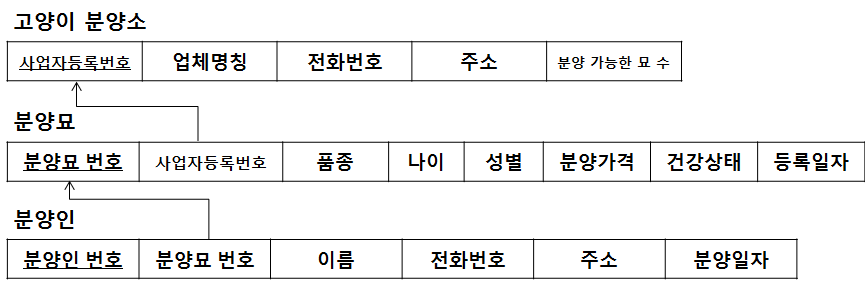 고양이 분양소
사업자등록번호 업체명칭 전화번호 주소 분양 가능한 묘 수
분양묘
분양묘 번호 사업자등록번호 품종 나이 성별 분양가격 건강상태 등록일자
분양인
분양인 번호 분양묘 번호 이름 전화번호 주소 분양일자